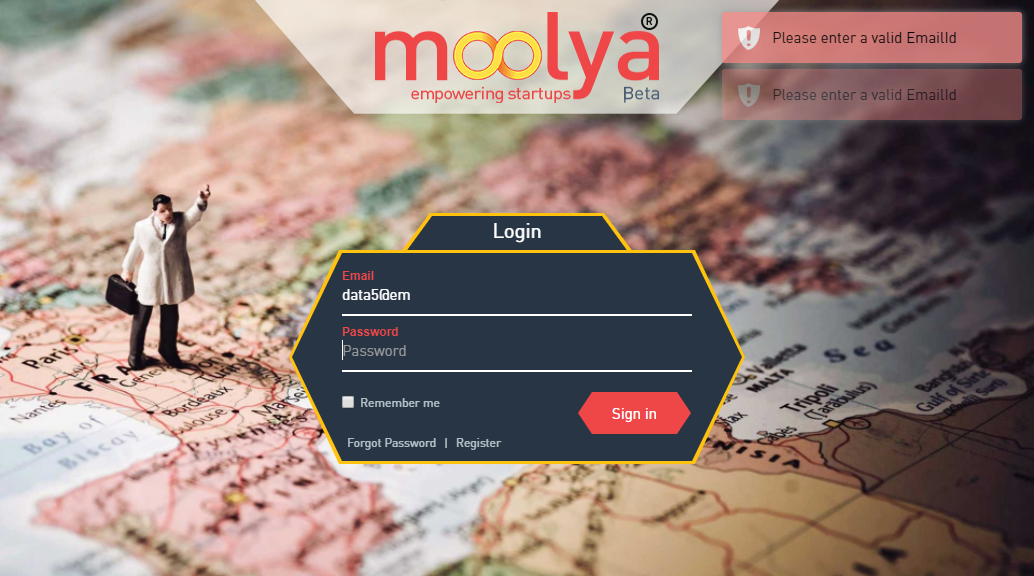 moolya®
empowering startups
Beta
Please enter a valid EmailId
Please enter a valid EmailId
Login
Email
data5@em
Password
Password
Remember me
Sign in
Forgot Password | Register
Paris
FRA
Nantes
Bordeaux
Toulouse
Bay of
Biscay
Valletta
MALTA
Sea
Tripoli
(Tarabulus)
Banghazi
Gulf of